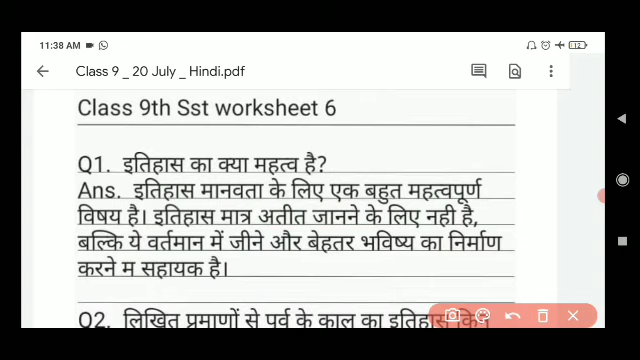 11:38 AM
12
Class 9 _ 20 July _ Hindi.pdf
Class 9th Sst worksheet 6
Q1. इतिहास का क्या महत्व है?
Ans. इतिहास मानवता के लिए एक बहुत महत्वपूर्ण
विषय है। इतिहास मात्र अतीत जानने के लिए नही है,
बल्कि ये वर्तमान में जीने और बेहतर भविष्य का निर्माण
करने म सहायक है।
Q2. लिखित प्रमाणों से पूर्व के काल का इतिहास